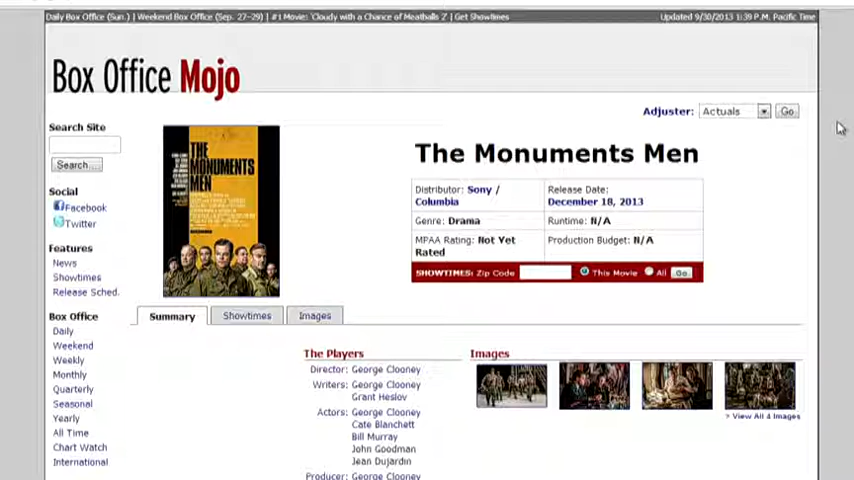 Daily Box Office (Sun.) | Weekend Box Office (Sep. 27–29) | #1 Movie: 'Cloudy with a Chance of Meatballs 2' | Get Showtimes
Updated 9/30/2013 1:39 P.M. Pacific Time
Box Office Mojo
Adjuster: Actuals Go
Search Site
Search...
Social
Facebook
Twitter
Features
News
Showtimes
Release Sched.
Box Office
Daily
Weekend
Weekly
Monthly
Quarterly
Seasonal
Yearly
All Time
Chart Watch
International
THE
MONUMENTS
MEN
The Monuments Men
Distributor: Sony /
Columbia
Release Date:
December 18, 2013
Genre: Drama
Runtime: N/A
MPAA Rating: Not Yet
Rated
Production Budget: N/A
SHOWTIMES: Zip Code This Movie All Go
Summary Showtimes Images
The Players
Director: George Clooney
Writers: George Clooney
Grant Heslov
Actors: George Clooney
Cate Blanchett
Bill Murray
John Goodman
Jean Dujardin
Producer: George Clooney
Images
> View All 4 Images